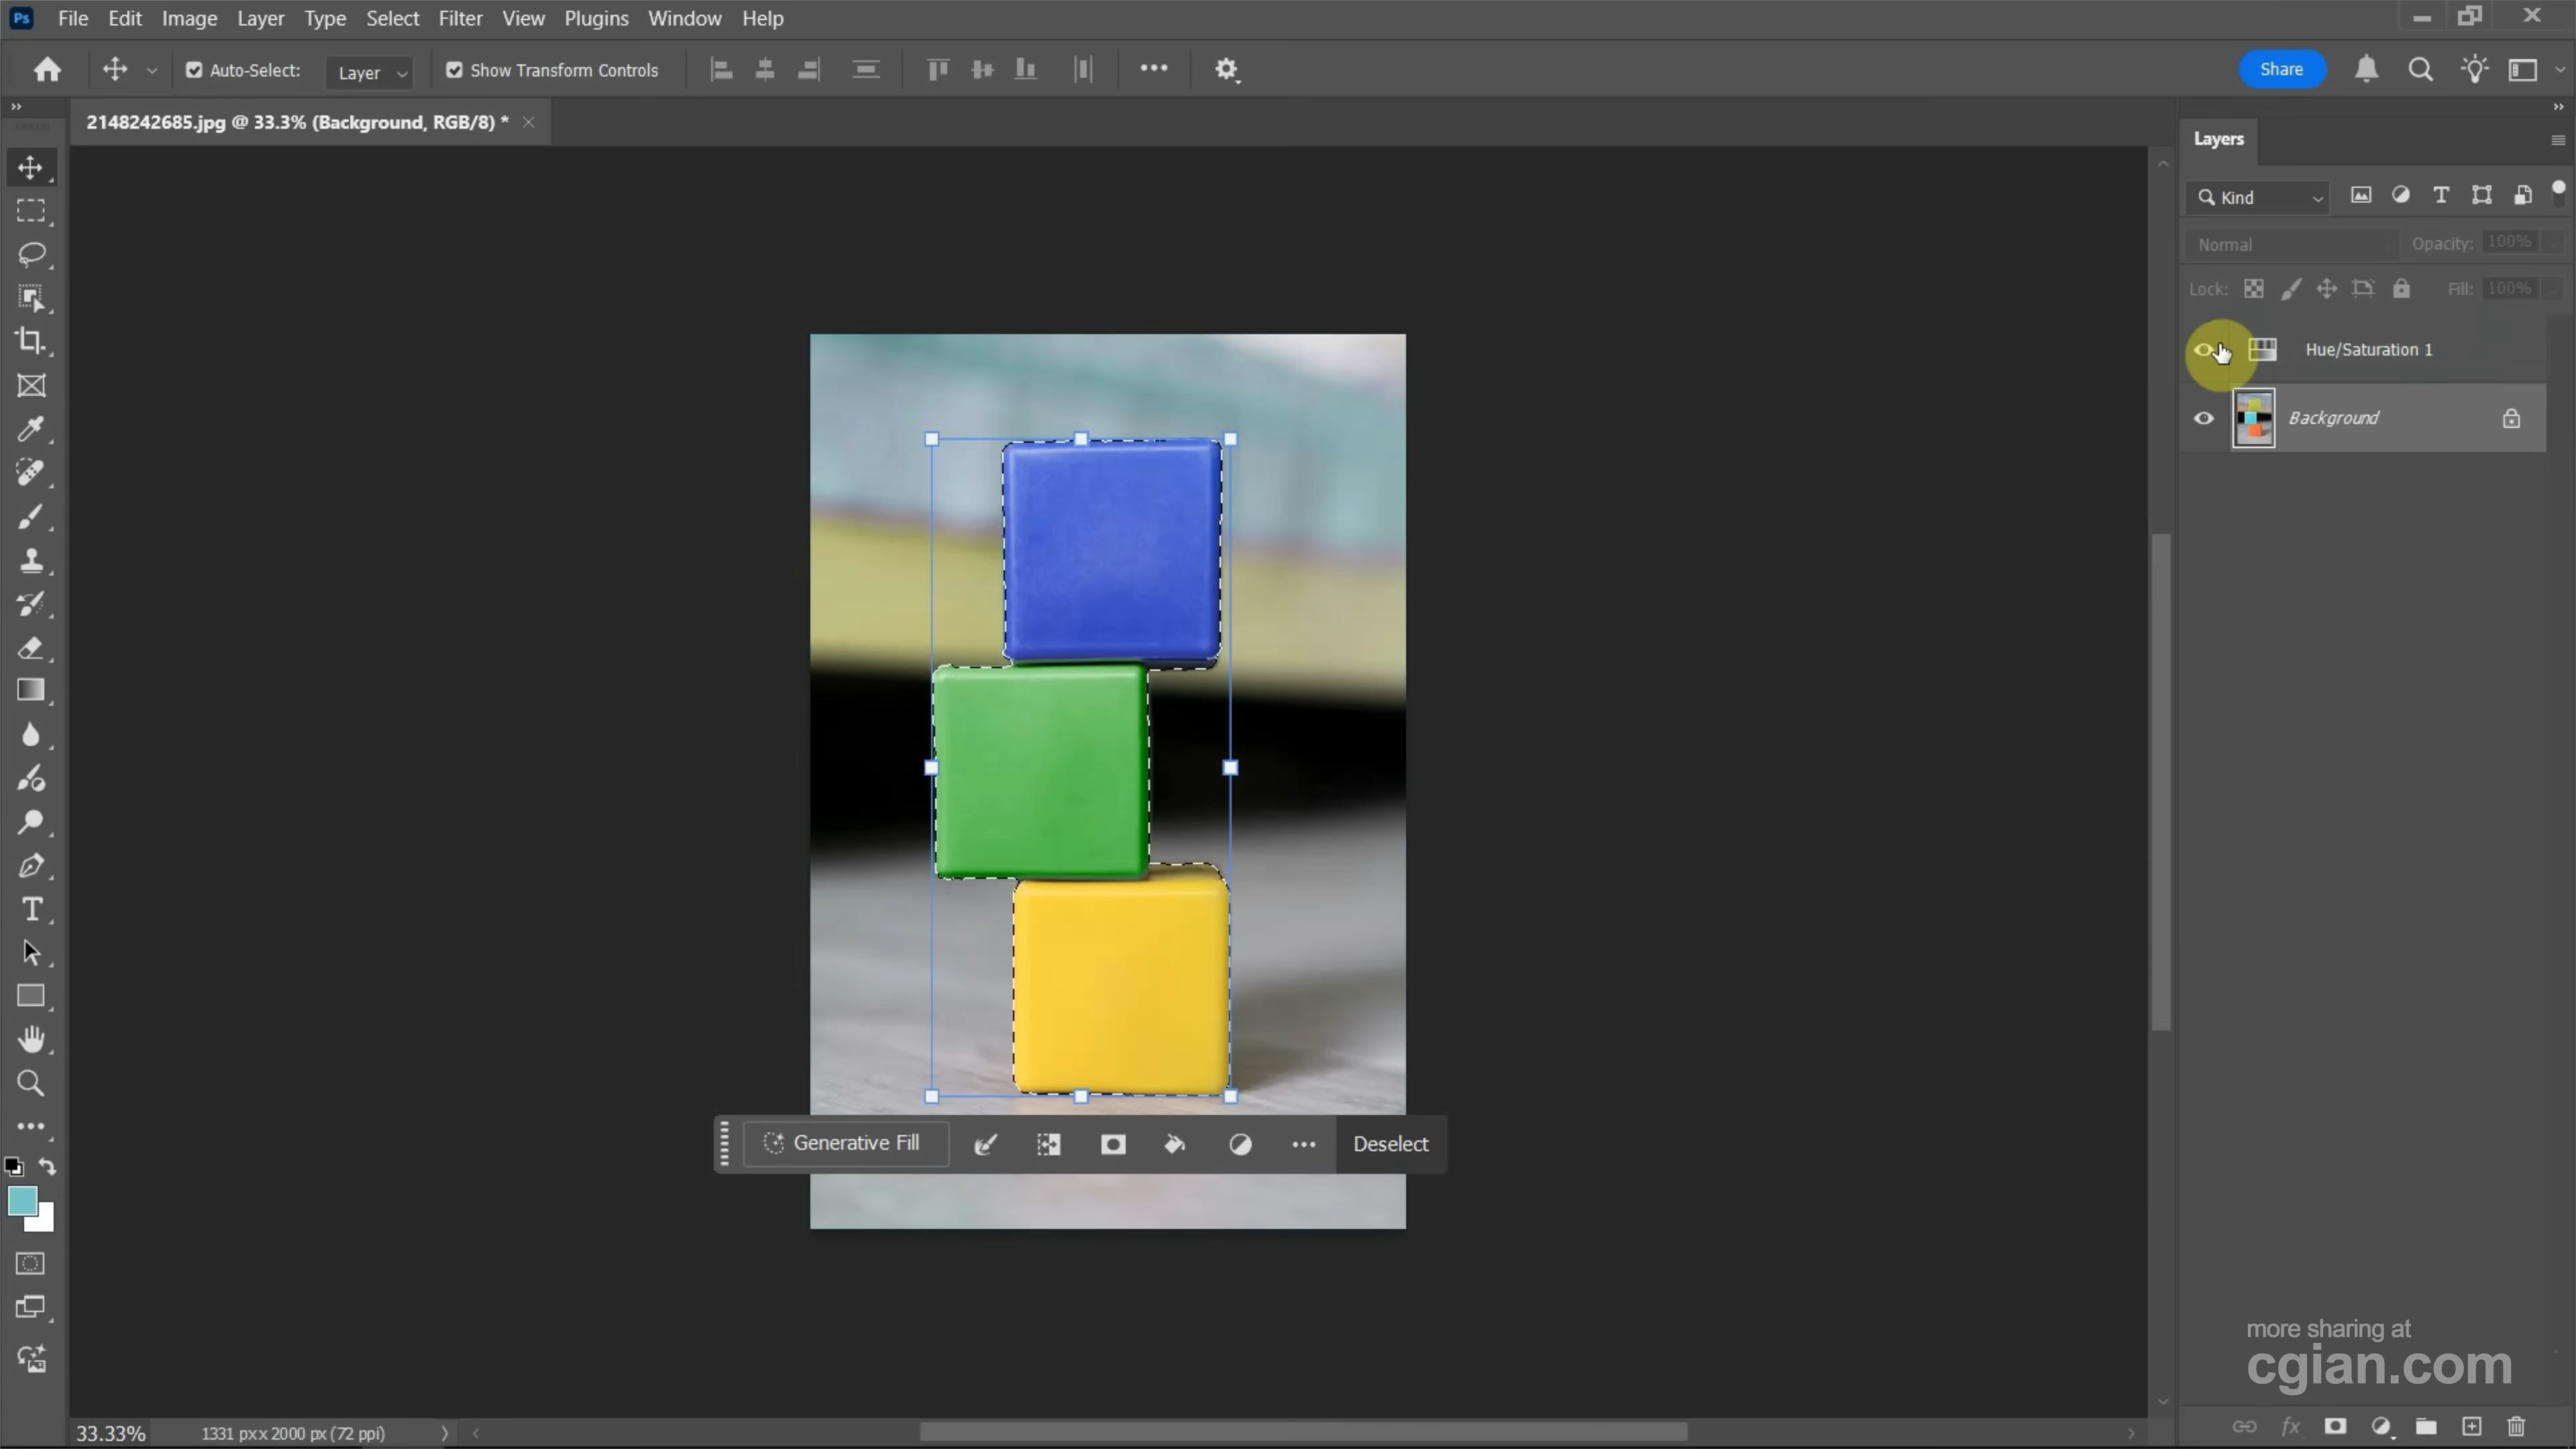 Ps File Edit Image Layer Type Select Filter View Plugins Window Help
Auto-Select: Layer Show Transform Controls Share
2148242685.jpg @ 33.3% (Background, RGB/8) *
Layers
Kind
Normal Opacity: 100%
Lock: Fill: 100%
Hue/Saturation 1
Background
Generative Fill Deselect
more sharing at
cgian.com
33.33% 1331 px x 2000 px (72 ppi)
fx